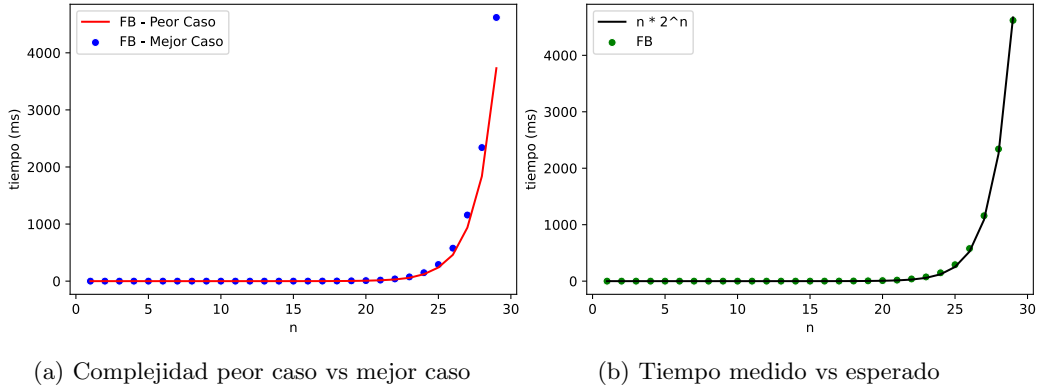 FB - Peor Caso
FB - Mejor Caso
tiempo (ms)
4000
3000
2000
1000
0
0 5 10 15 20 25 30
n
(a) Complejidad peor caso vs mejor caso
n * 2^n
FB
tiempo (ms)
4000
3000
2000
1000
0
0 5 10 15 20 25 30
n
(b) Tiempo medido vs esperado